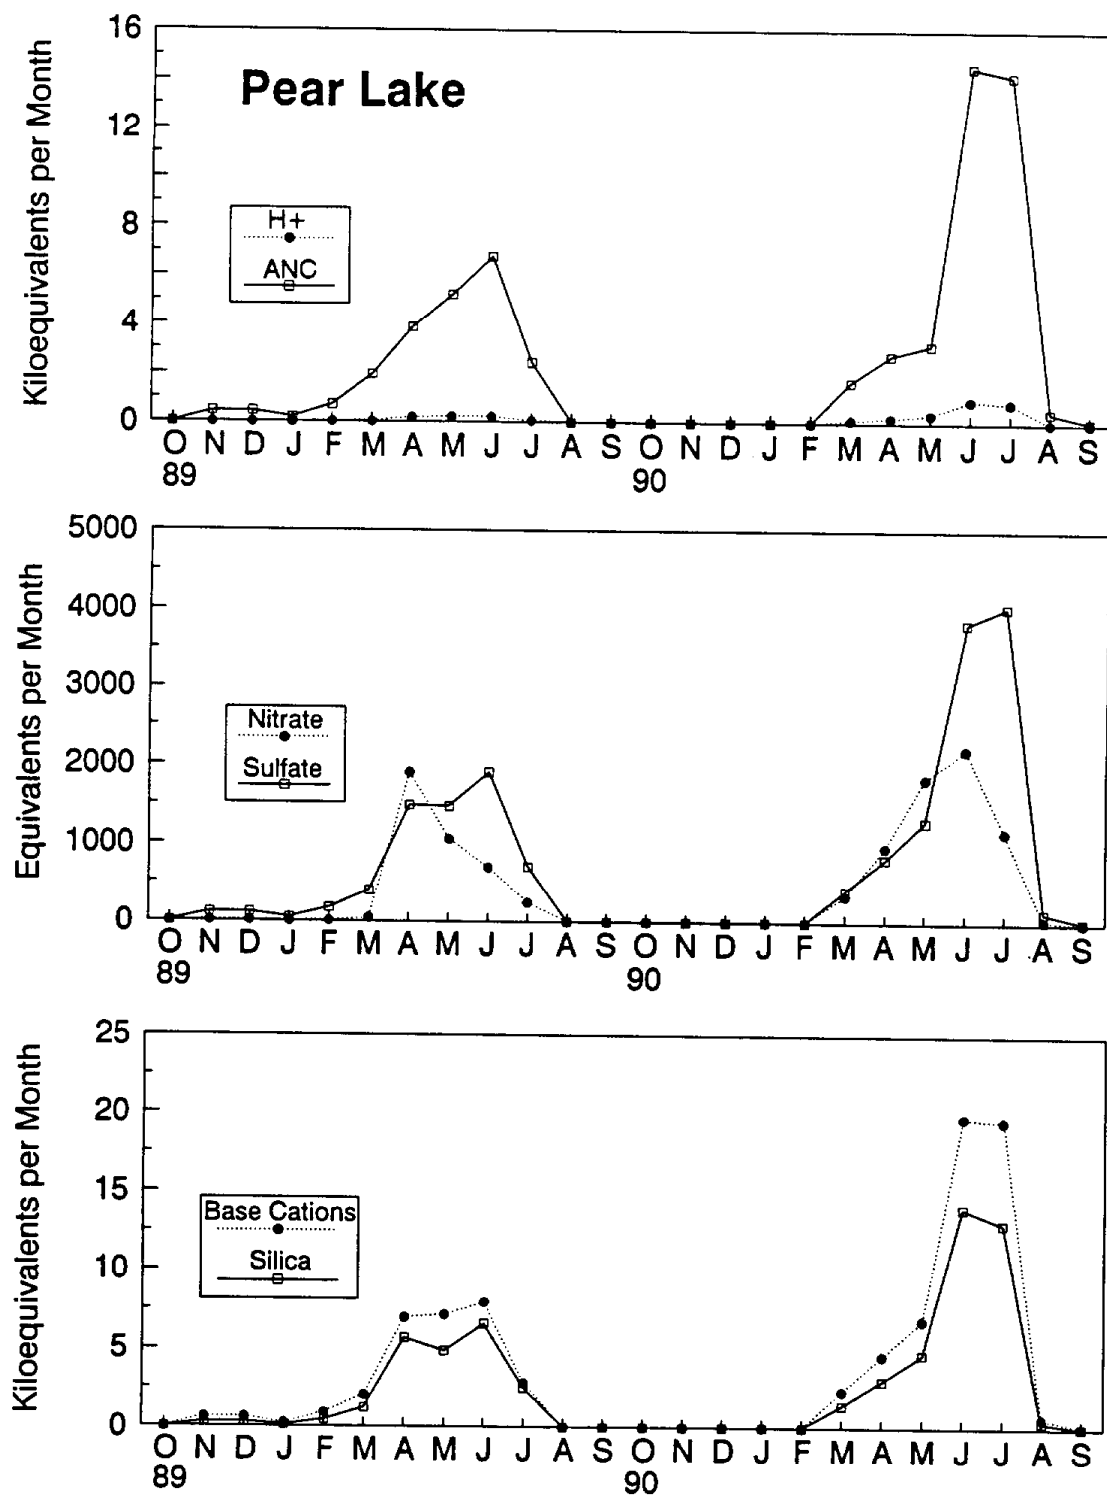 Pear Lake
Kiloequivalents per Month
16
12
8
4
0
H+
ANC
O N D J F M A M J J A S O N D J F M A M J J A S
89 90
Equivalents per Month
5000
4000
3000
2000
1000
0
Nitrate
Sulfate
O N D J F M A M J J A S O N D J F M A M J J A S
89 90
Kiloequivalents per Month
25
20
15
10
5
0
Base Cations
Silica
O N D J F M A M J J A S O N D J F M A M J J A S
89 90